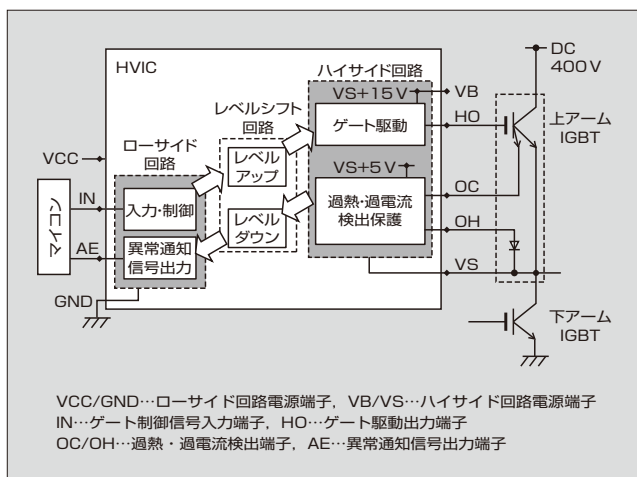 DC
400V
HVIC
ハイサイド回路
VS+15V
VB
ゲート駆動
HO
上アーム
IGBT
レベルシフト
回路
レベル
アップ
レベル
ダウン
VS+5V
過熱・過電流
検出保護
OC
OH
VS
VCC
ローサイド
回路
マイコン
IN
入力・制御
AE
異常通知
信号出力
GND
下アーム
IGBT
VCC/GND…ローサイド回路電源端子，VB/VS…ハイサイド回路電源端子
IN…ゲート制御信号入力端子，HO…ゲート駆動出力端子
OC/OH…過熱・過電流検出端子，AE…異常通知信号出力端子